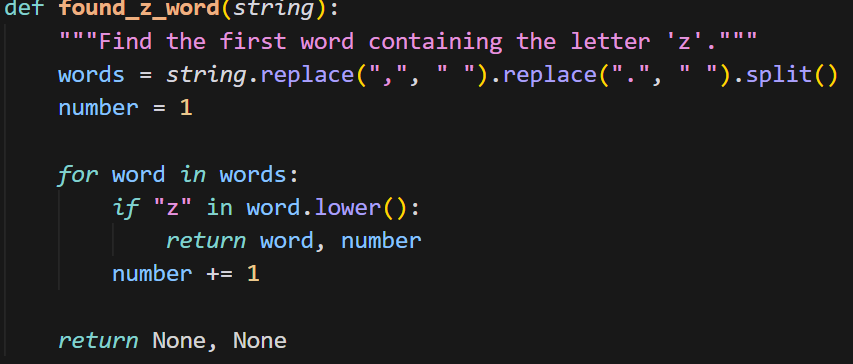 def found_z_word(string):
    """Find the first word containing the letter 'z'."""
    words = string.replace(",", " ").replace(".", " ").split()
    number = 1

    for word in words:
        if "z" in word.lower():
            return word, number
        number += 1

    return None, None